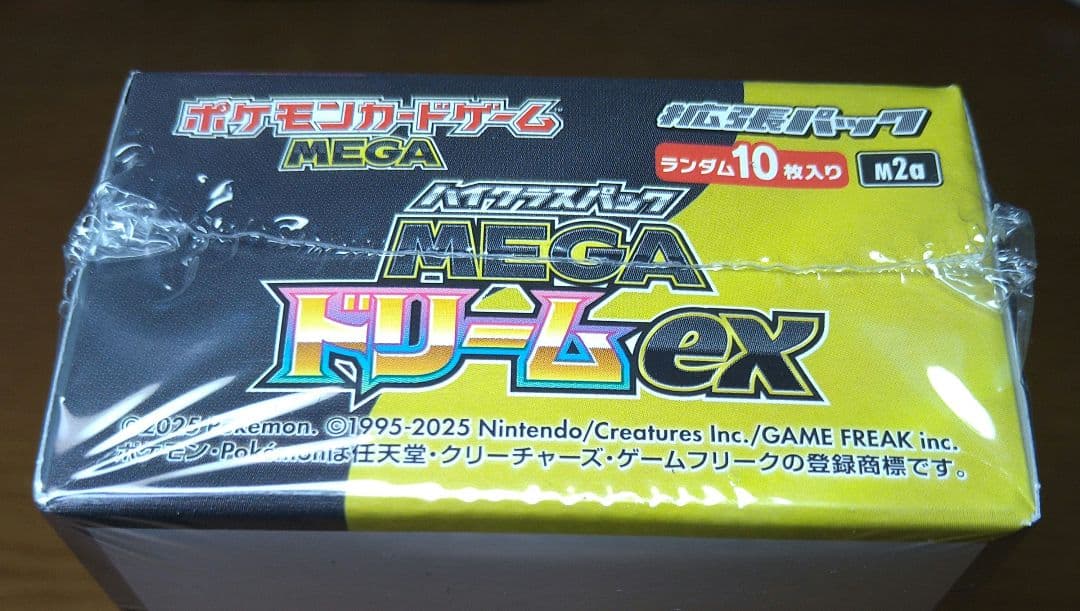 ポケモンカードゲーム
MEGA
拡張パック
ランダム10枚入り
M2a
ハイクラスパック
MEGA
ドリームex
©2025 Pokémon. ©1995-2025 Nintendo/Creatures Inc./GAME FREAK inc.
ポケモン・Pokémonは任天堂・クリーチャーズ・ゲームフリークの登録商標です。